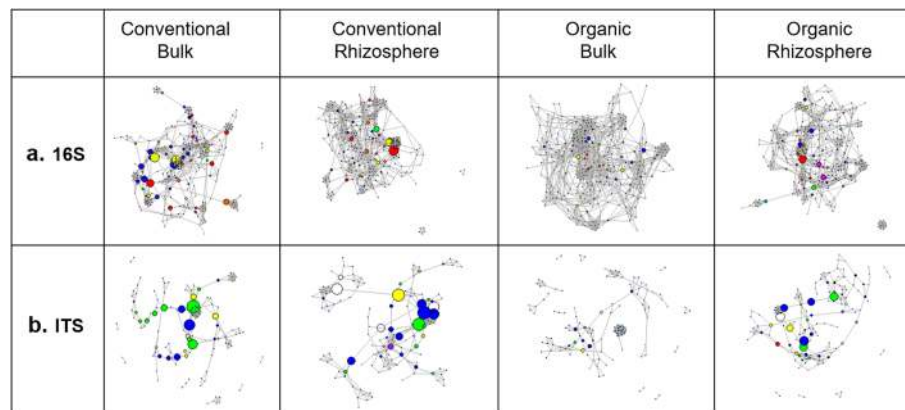 Conventional
Bulk
Conventional
Rhizosphere
Organic
Bulk
Organic
Rhizosphere
a. 16S
b. ITS